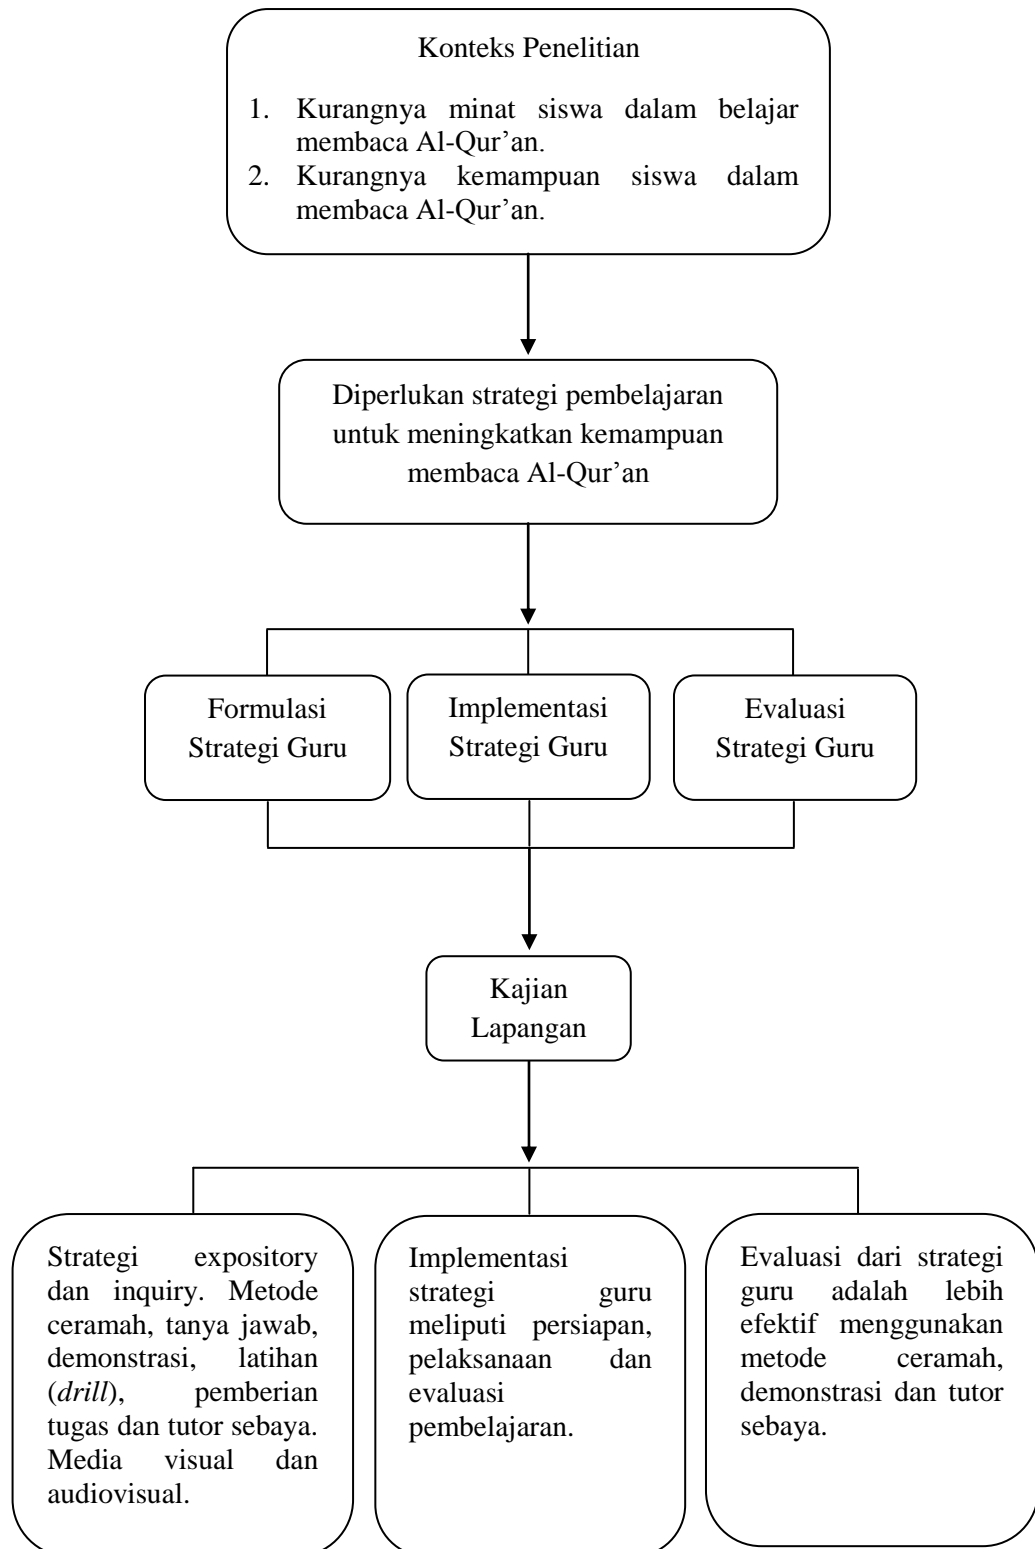 Konteks Penelitian
1. Kurangnya minat siswa dalam belajar
membaca Al-Qur’an.
2. Kurangnya kemampuan siswa dalam
membaca Al-Qur’an.
Diperlukan strategi pembelajaran
untuk meningkatkan kemampuan
membaca Al-Qur’an
Formulasi
Strategi Guru
Implementasi
Strategi Guru
Evaluasi
Strategi Guru
Kajian
Lapangan
Strategi expository
dan inquiry. Metode
ceramah, tanya jawab,
demonstrasi, latihan
(drill), pemberian
tugas dan tutor sebaya.
Media visual dan
audiovisual.
Implementasi
strategi guru
meliputi persiapan,
pelaksanaan dan
evaluasi
pembelajaran.
Evaluasi dari strategi
guru adalah lebih
efektif menggunakan
metode ceramah,
demonstrasi dan tutor
sebaya.